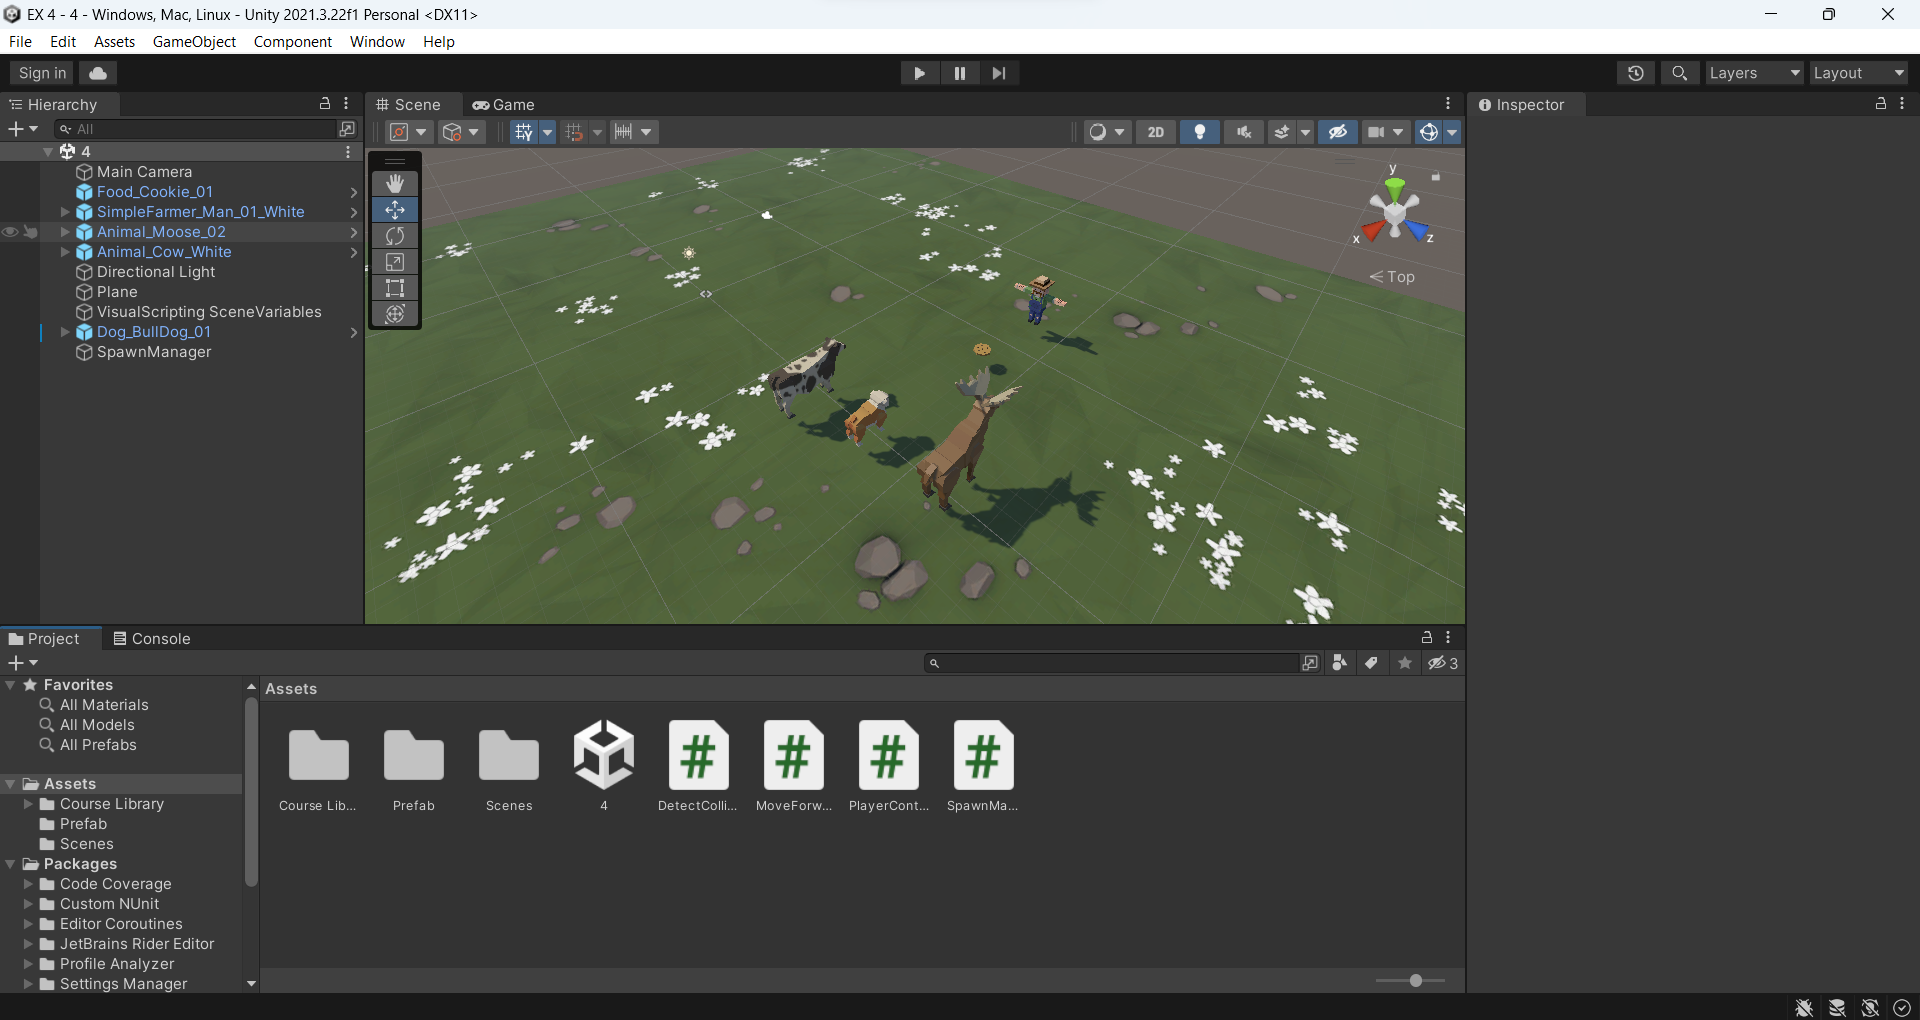 EX 4 - 4 - Windows, Mac, Linux - Unity 2021.3.22f1 Personal <DX11>
File Edit Assets GameObject Component Window Help
Sign in
Layers
Layout
Hierarchy
All
4
Main Camera
Food_Cookie_01
SimpleFarmer_Man_01_White
Animal_Moose_02
Animal_Cow_White
Directional Light
Plane
VisualScripting SceneVariables
Dog_BullDog_01
SpawnManager
Scene
Game
2D
y
x
z
Top
Inspector
Project
Console
3
Favorites
All Materials
All Models
All Prefabs
Assets
Course Library
Prefab
Scenes
Packages
Code Coverage
Custom NUnit
Editor Coroutines
JetBrains Rider Editor
Profile Analyzer
Settings Manager
Assets
Course Lib...
Prefab
Scenes
4
DetectColli...
MoveForw...
PlayerCont...
SpawnMa...